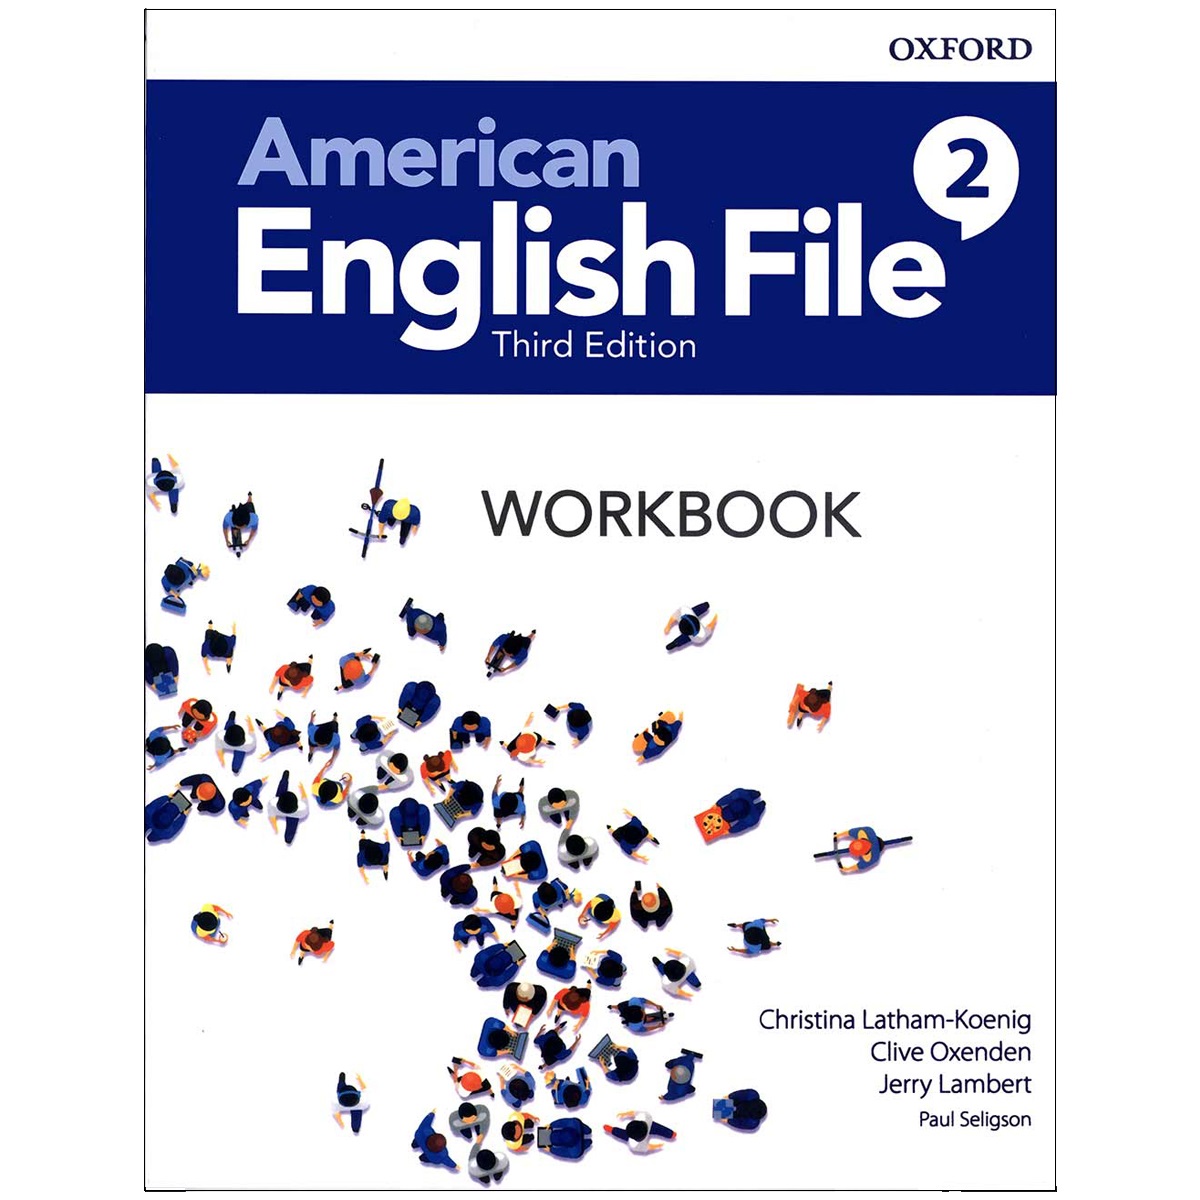 OXFORD
American
2
English File
Third Edition
WORKBOOK
Christina Latham-Koenig
Clive Oxenden
Jerry Lambert
Paul Seligson